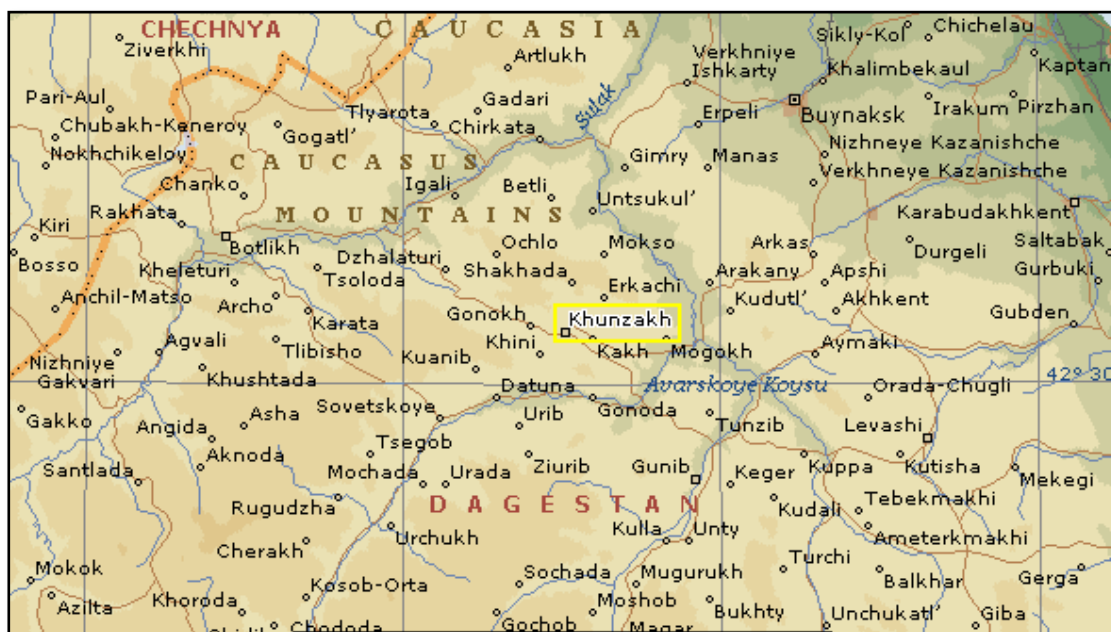 CHECHNYA
CAUCASIA
Sikly-Kol
Chichelau
Ziverkhi
Artlukh
Verkhniye
Ishkarty
Khalimbekaul
Kaptan
Pari-Aul
Tlyarota
Gadari
Sulak
Erpeli
Buynaksk
Irakum
Pirzhan
Chubakh-Keneroy
Gogatl'
Chirkata
Nokhchikeloy
CAUCASUS
Gimry
Manas
Nizhneye Kazanishche
Verkhneye Kazanishche
Chanko
Igali
Betli
Untsukul'
Rakhata
MOUNTAINS
Karabudakhkent
Kiri
Botlikh
Ochlo
Mokso
Arkas
Durgeli
Saltabak
Bosso
Kheleturi
Dzhalaturi
Tsoloda
Shakhada
Arakany
Apshi
Gurbuki
Anchil-Matso
Archo
Erkachi
Kudutl'
Akhkent
Gubden
Karata
Gonokh
Khunzakh
Nizhniye
Gakvari
Agvali
Tlibisho
Kuanib
Khini
Kakh
Mogokh
Aymaki
Khushtada
Datuna
Avarskoye Koysu
Orada-Chugli
42°30
Gakko
Asha
Sovetskoye
Urib
Gonoda
Tunzib
Levashi
Angida
Aknoda
Tsegob
Santlada
Mochada
Urada
Ziurib
Gunib
Keger
Kuppa
Kutisha
Mekegi
Rugudzha
DAGESTAN
Kudali
Tebekmakhi
Cherakh
Urchukh
Kulla
Unty
Ameterkmakhi
Turchi
Mokok
Kosob-Orta
Sochada
Mugurukh
Balkhar
Gerga
Azilta
Khoroda
Moshob
Bukhty
Unchukatl'
Giba
Chododa
Gochob
Magar